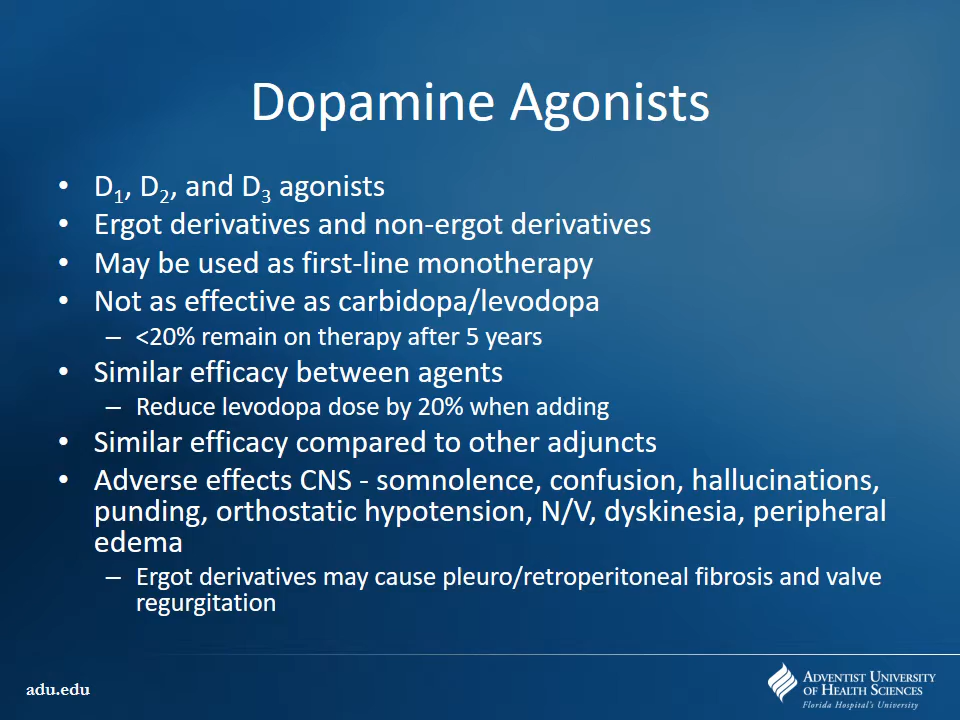 Dopamine Agonists
• D₁, D₂, and D₃ agonists
• Ergot derivatives and non-ergot derivatives
• May be used as first-line monotherapy
• Not as effective as carbidopa/levodopa
– <20% remain on therapy after 5 years
• Similar efficacy between agents
– Reduce levodopa dose by 20% when adding
• Similar efficacy compared to other adjuncts
• Adverse effects CNS - somnolence, confusion, hallucinations,
punding, orthostatic hypotension, N/V, dyskinesia, peripheral
edema
– Ergot derivatives may cause pleuro/retroperitoneal fibrosis and valve
regurgitation
adu.edu
ADVENTIST UNIVERSITY
OF HEALTH SCIENCES
Florida Hospital's University